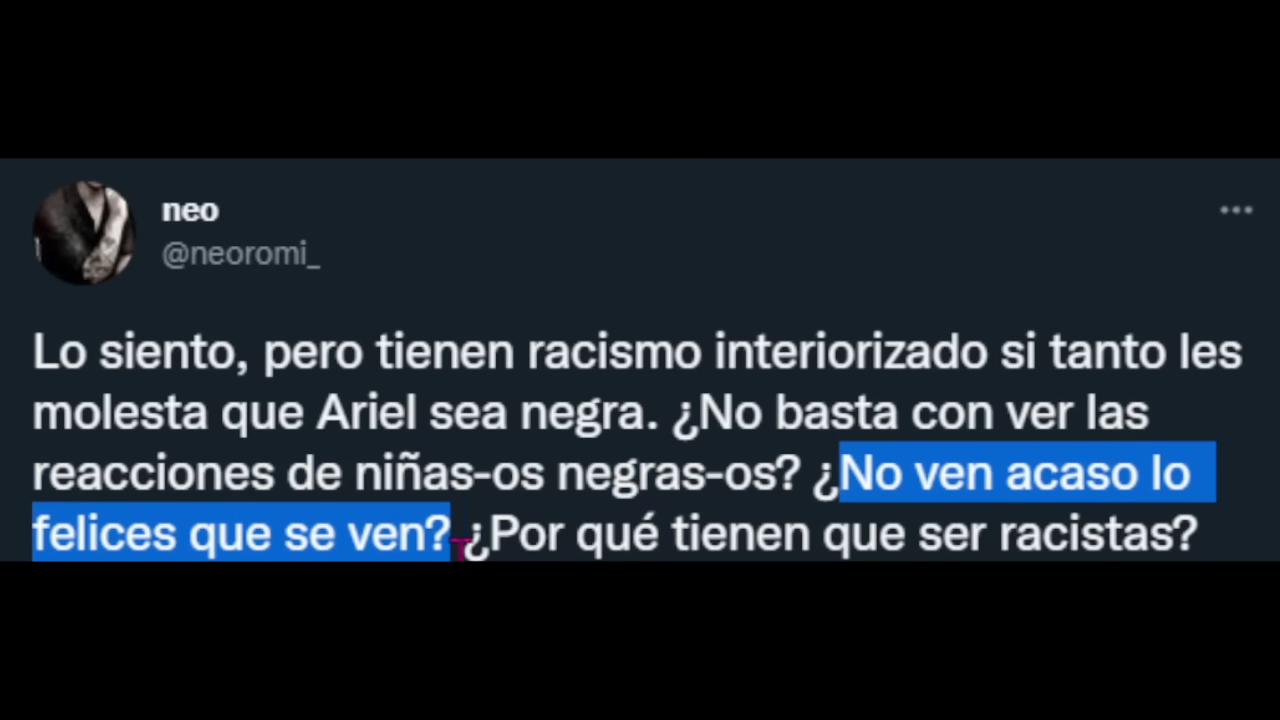 neo
@neoromi_
Lo siento, pero tienen racismo interiorizado si tanto les
molesta que Ariel sea negra. ¿No basta con ver las
reacciones de niñas-os negras-os? ¿No ven acaso lo
felices que se ven? ¿Por qué tienen que ser racistas?